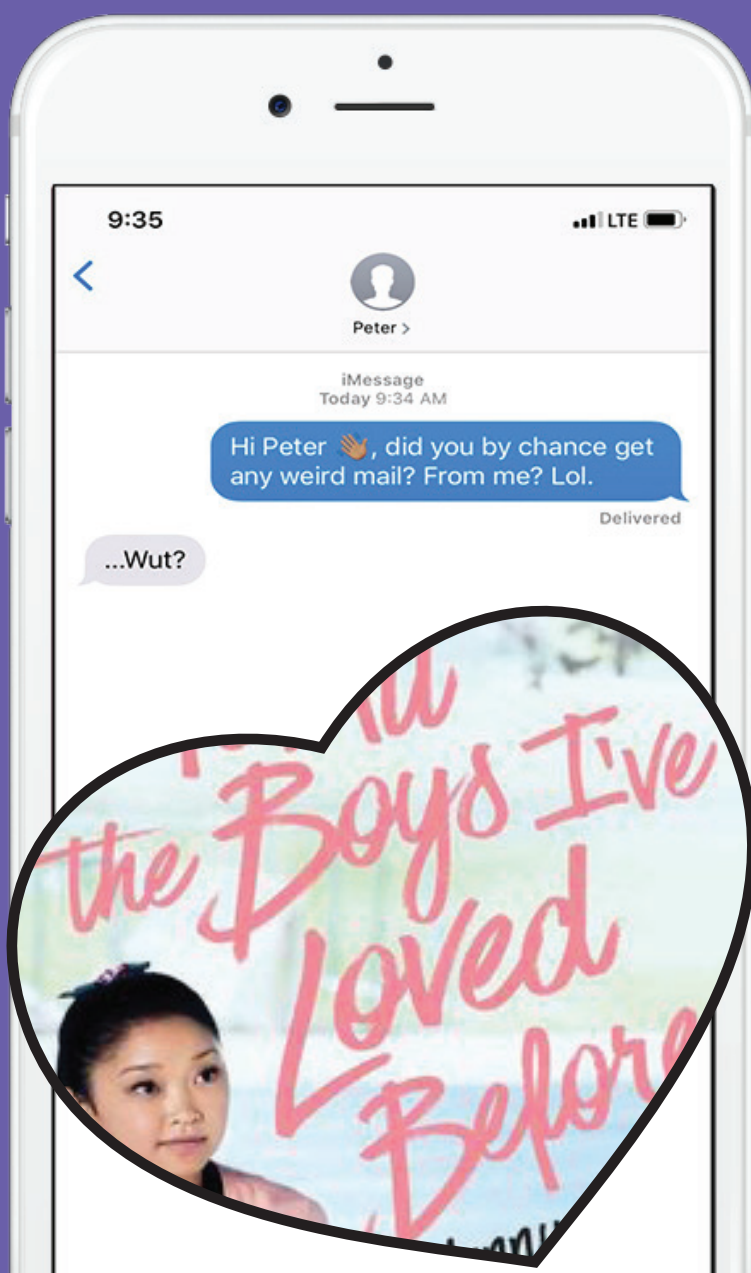 9:35
LTE
Peter >
iMessage
Today 9:34 AM
Hi Peter 👋🏽, did you by chance get
any weird mail? From me? Lol.
Delivered
...Wut?
All
the Boys I've
Loved
Before